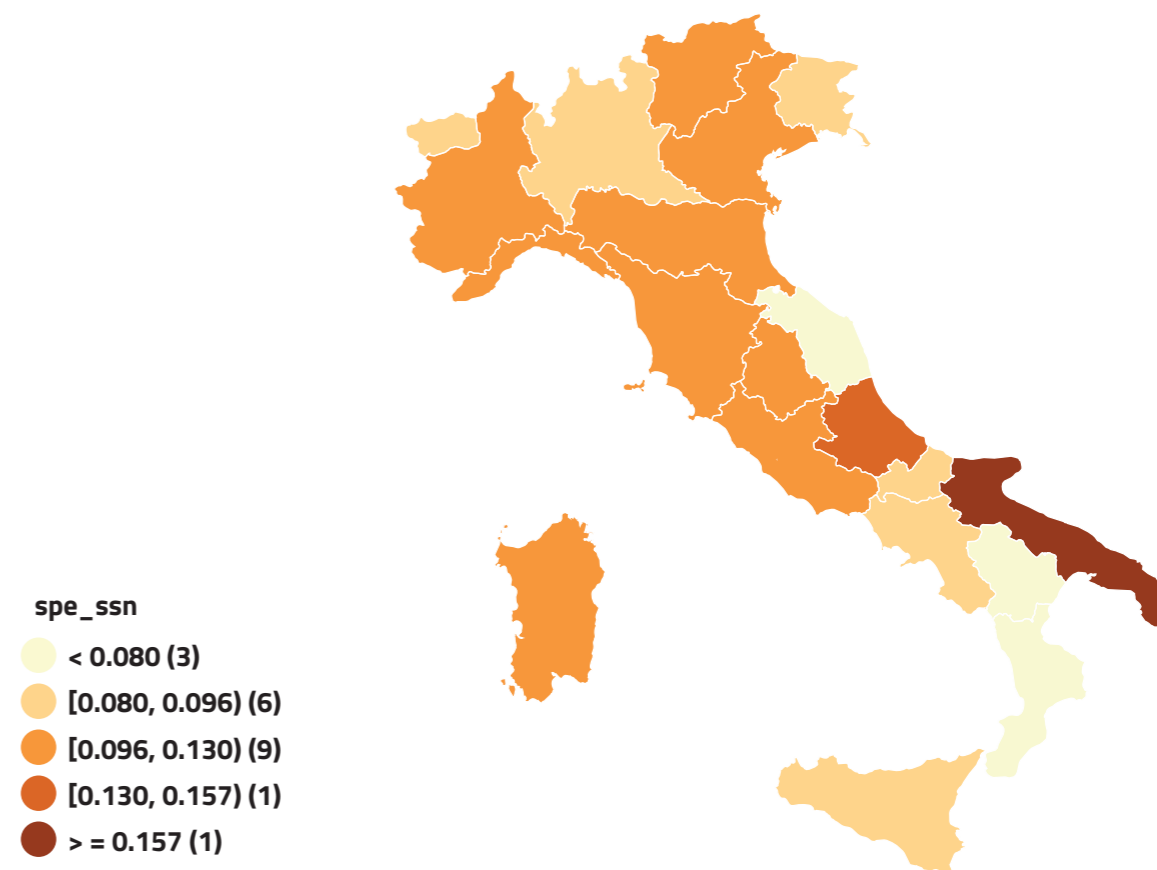 spe_ssn
< 0.080 (3)
[0.080, 0.096) (6)
[0.096, 0.130) (9)
[0.130, 0.157) (1)
> = 0.157 (1)